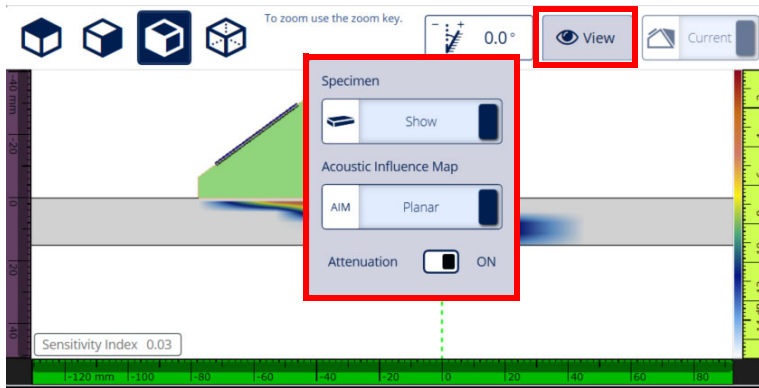 To zoom use the zoom key.
- +
0.0 °
View
Current
Specimen
Show
Acoustic Influence Map
AIM
Planar
Attenuation
ON
-40 mm
-20
0
20
40
Sensitivity Index 0.03
-120 mm
-100
-80
-60
-40
-20
0
20
40
60
80